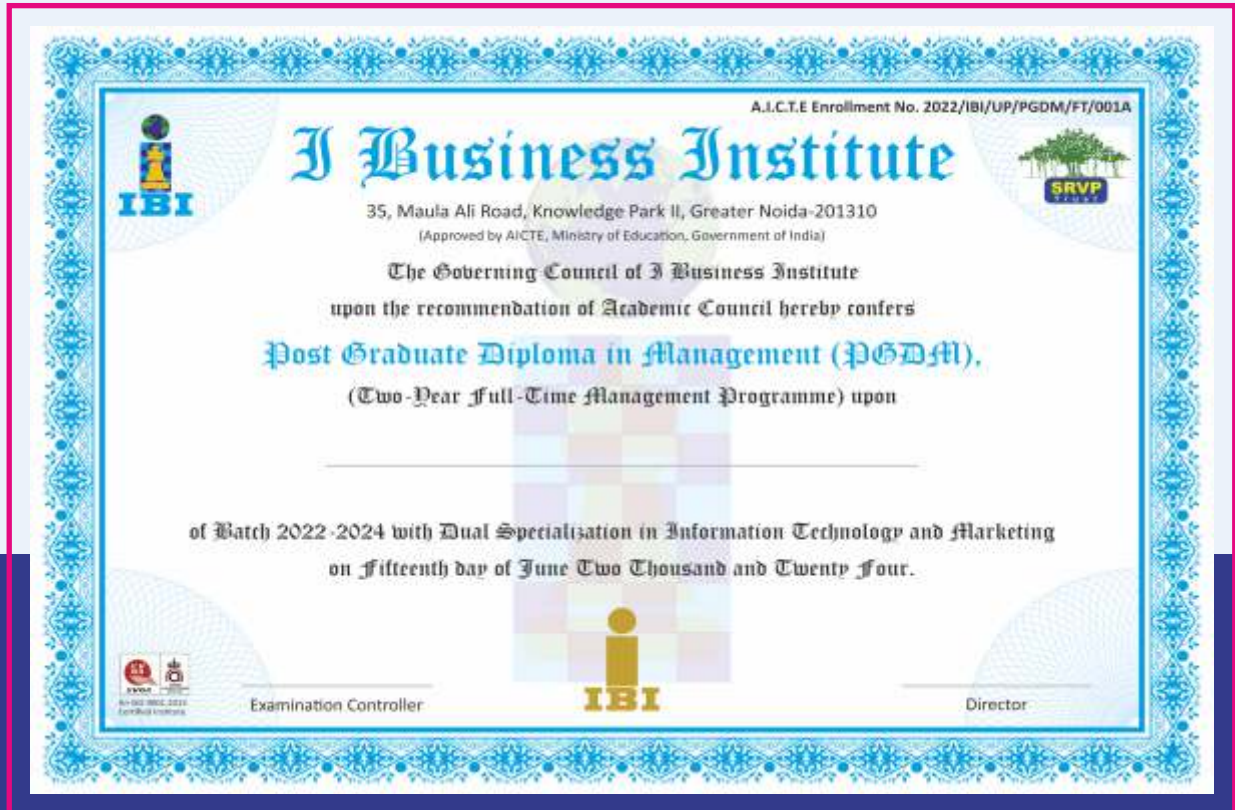 A.I.C.T.E Enrollment No. 2022/IBI/UP/PGDM/FT/001A
IBI
I Business Institute
SRVP
TRUST
35, Maula Ali Road, Knowledge Park II, Greater Noida-201310
(Approved by AICTE, Ministry of Education, Government of India)
The Governing Council of I Business Institute
upon the recommendation of Academic Council hereby confers
Post Graduate Diploma in Management (PGDM),
(Two-Year Full-Time Management Programme) upon
of Batch 2022-2024 with Dual Specialization in Information Technology and Marketing
on Fifteenth day of June Two Thousand and Twenty Four.
Certified Institute
Examination Controller
IBI
Director